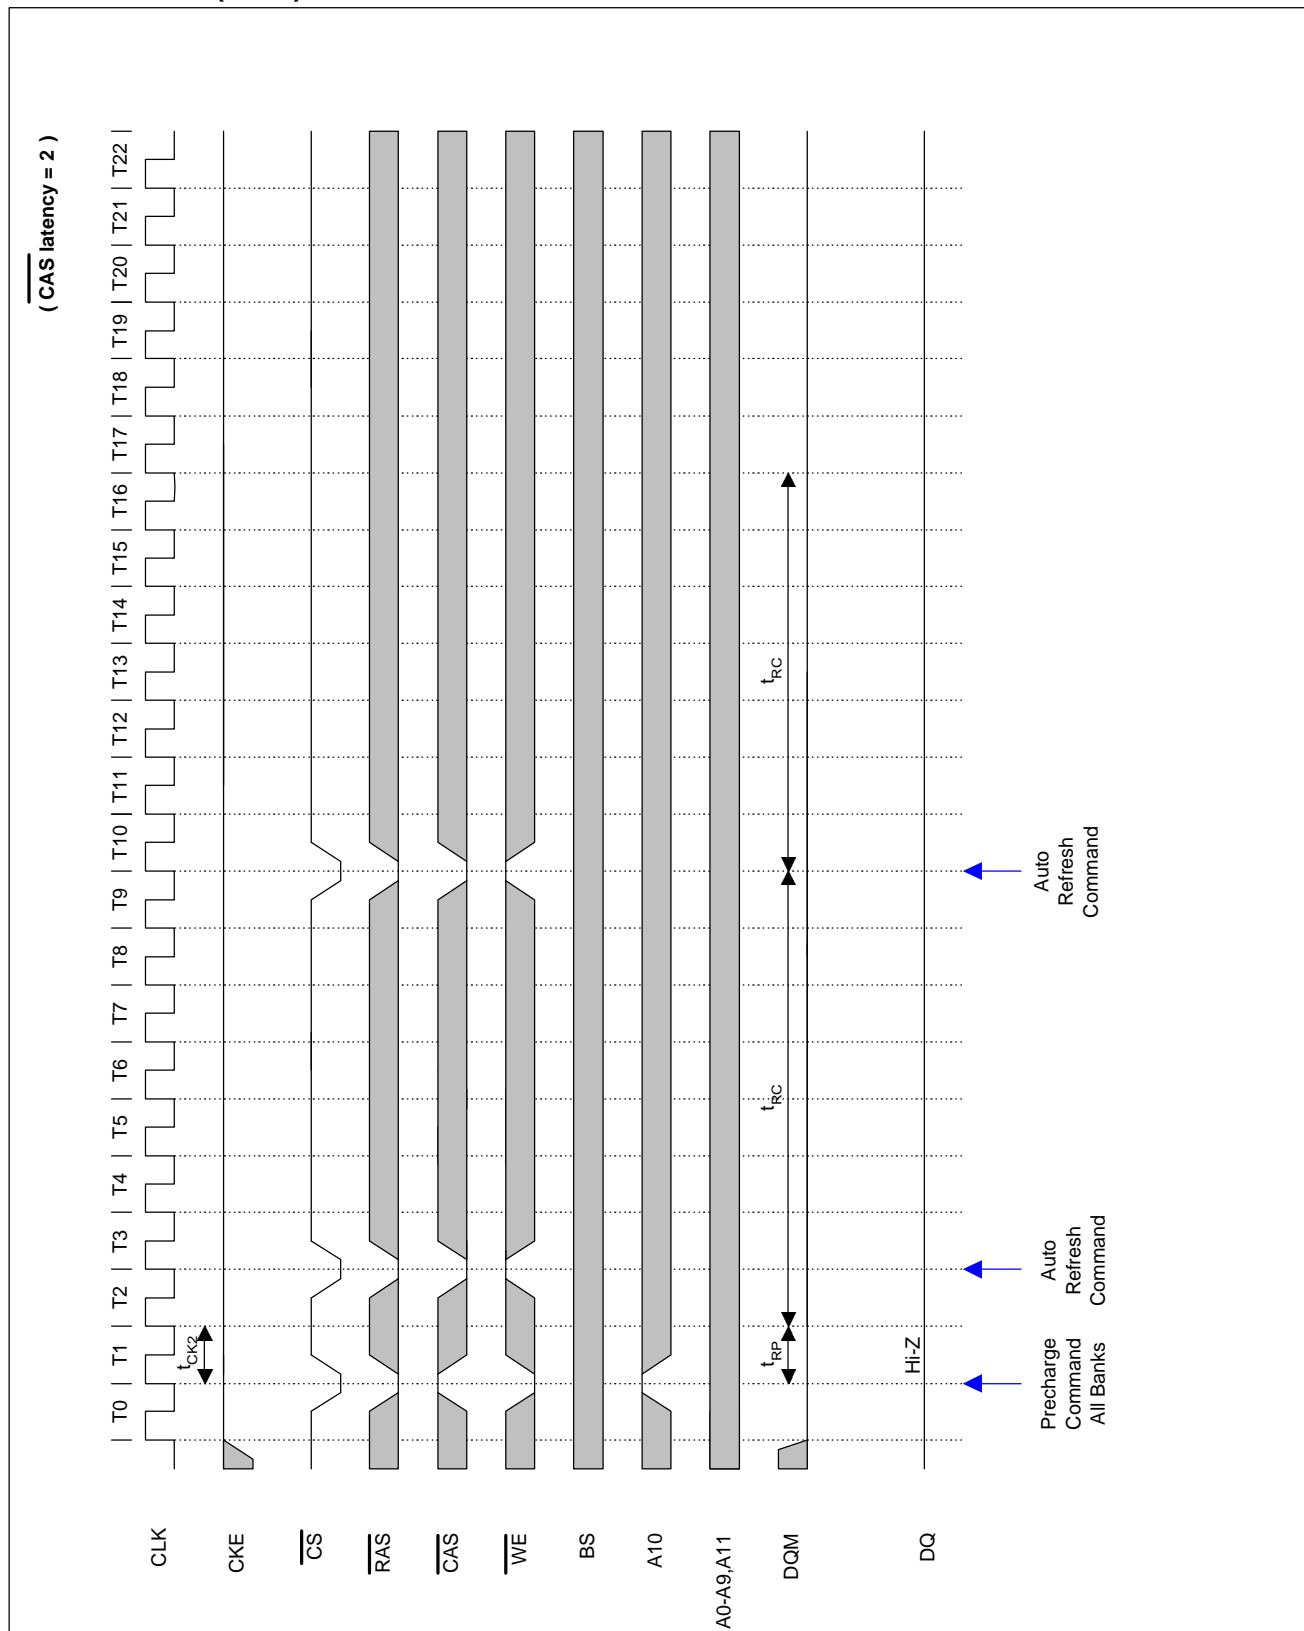 ( CAS latency = 2 )
T0 T1 T2 T3 T4 T5 T6 T7 T8 T9 T10 T11 T12 T13 T14 T15 T16 T17 T18 T19 T20 T21 T22
CLK
tCK2
CKE
CS
RAS
CAS
WE
BS
A10
A0-A9,A11
DQM
tRP
tRC
tRC
DQ
Hi-Z
Precharge
Command
All Banks
Auto
Refresh
Command
Auto
Refresh
Command